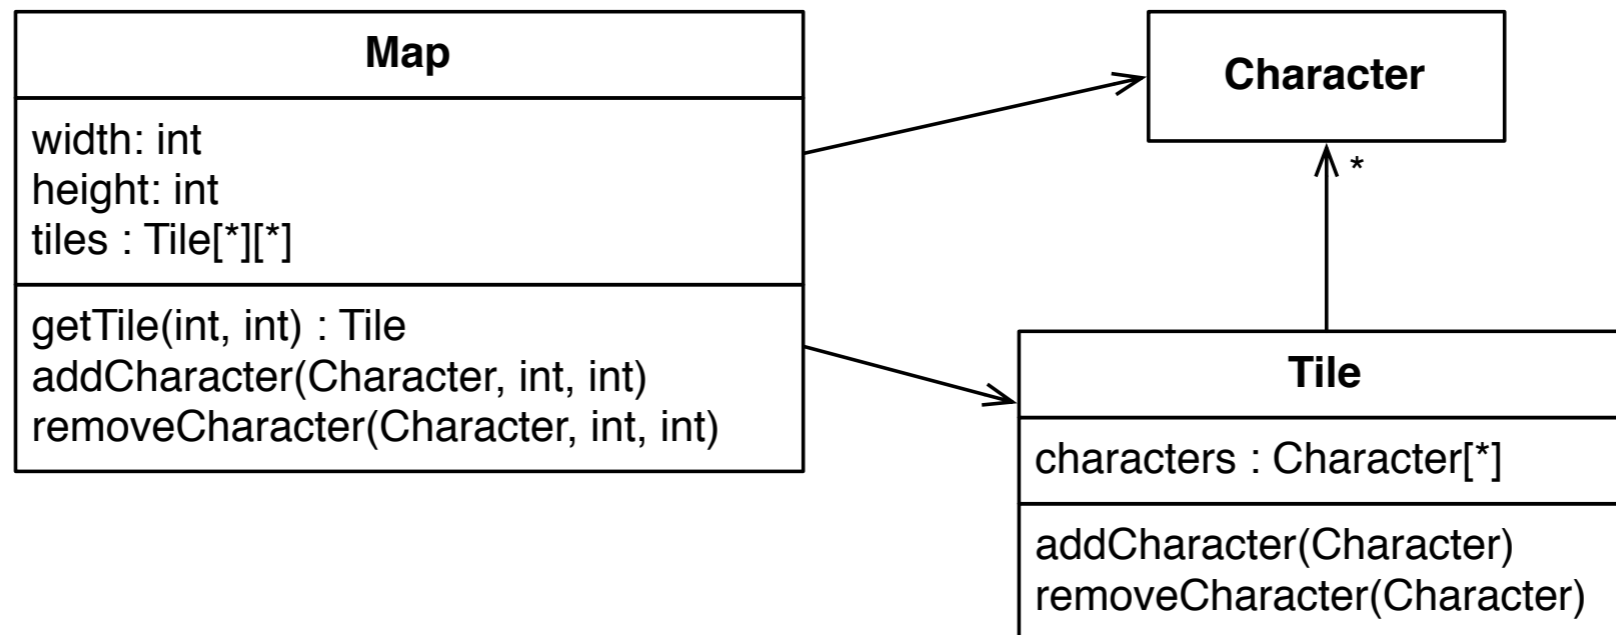 Map
width: int
height: int
tiles : Tile[*][*]
getTile(int, int) : Tile
addCharacter(Character, int, int)
removeCharacter(Character, int, int)
Character
*
Tile
characters : Character[*]
addCharacter(Character)
removeCharacter(Character)